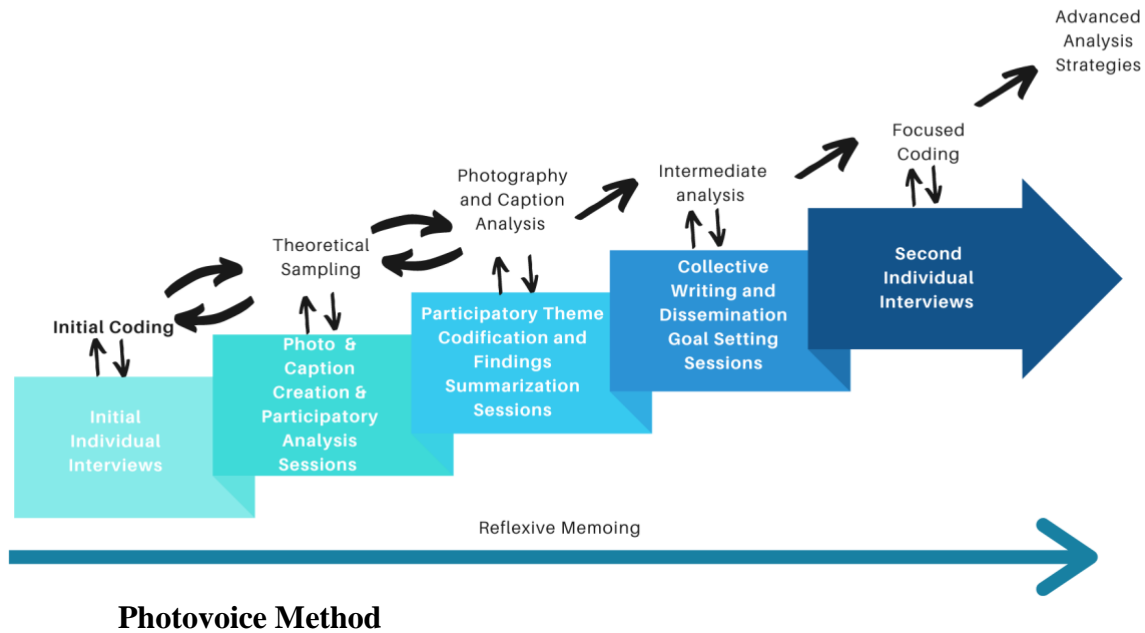 Advanced
Analysis
Strategies
Focused
Coding
Intermediate
analysis
Photography
and Caption
Analysis
Theoretical
Sampling
Initial Coding
Initial
Individual
Interviews
Photo &
Caption
Creation &
Participatory
Analysis
Sessions
Participatory Theme
Codification and
Findings
Summarization
Sessions
Collective
Writing and
Dissemination
Goal Setting
Sessions
Second
Individual
Interviews
Reflexive Memoing
Photovoice Method